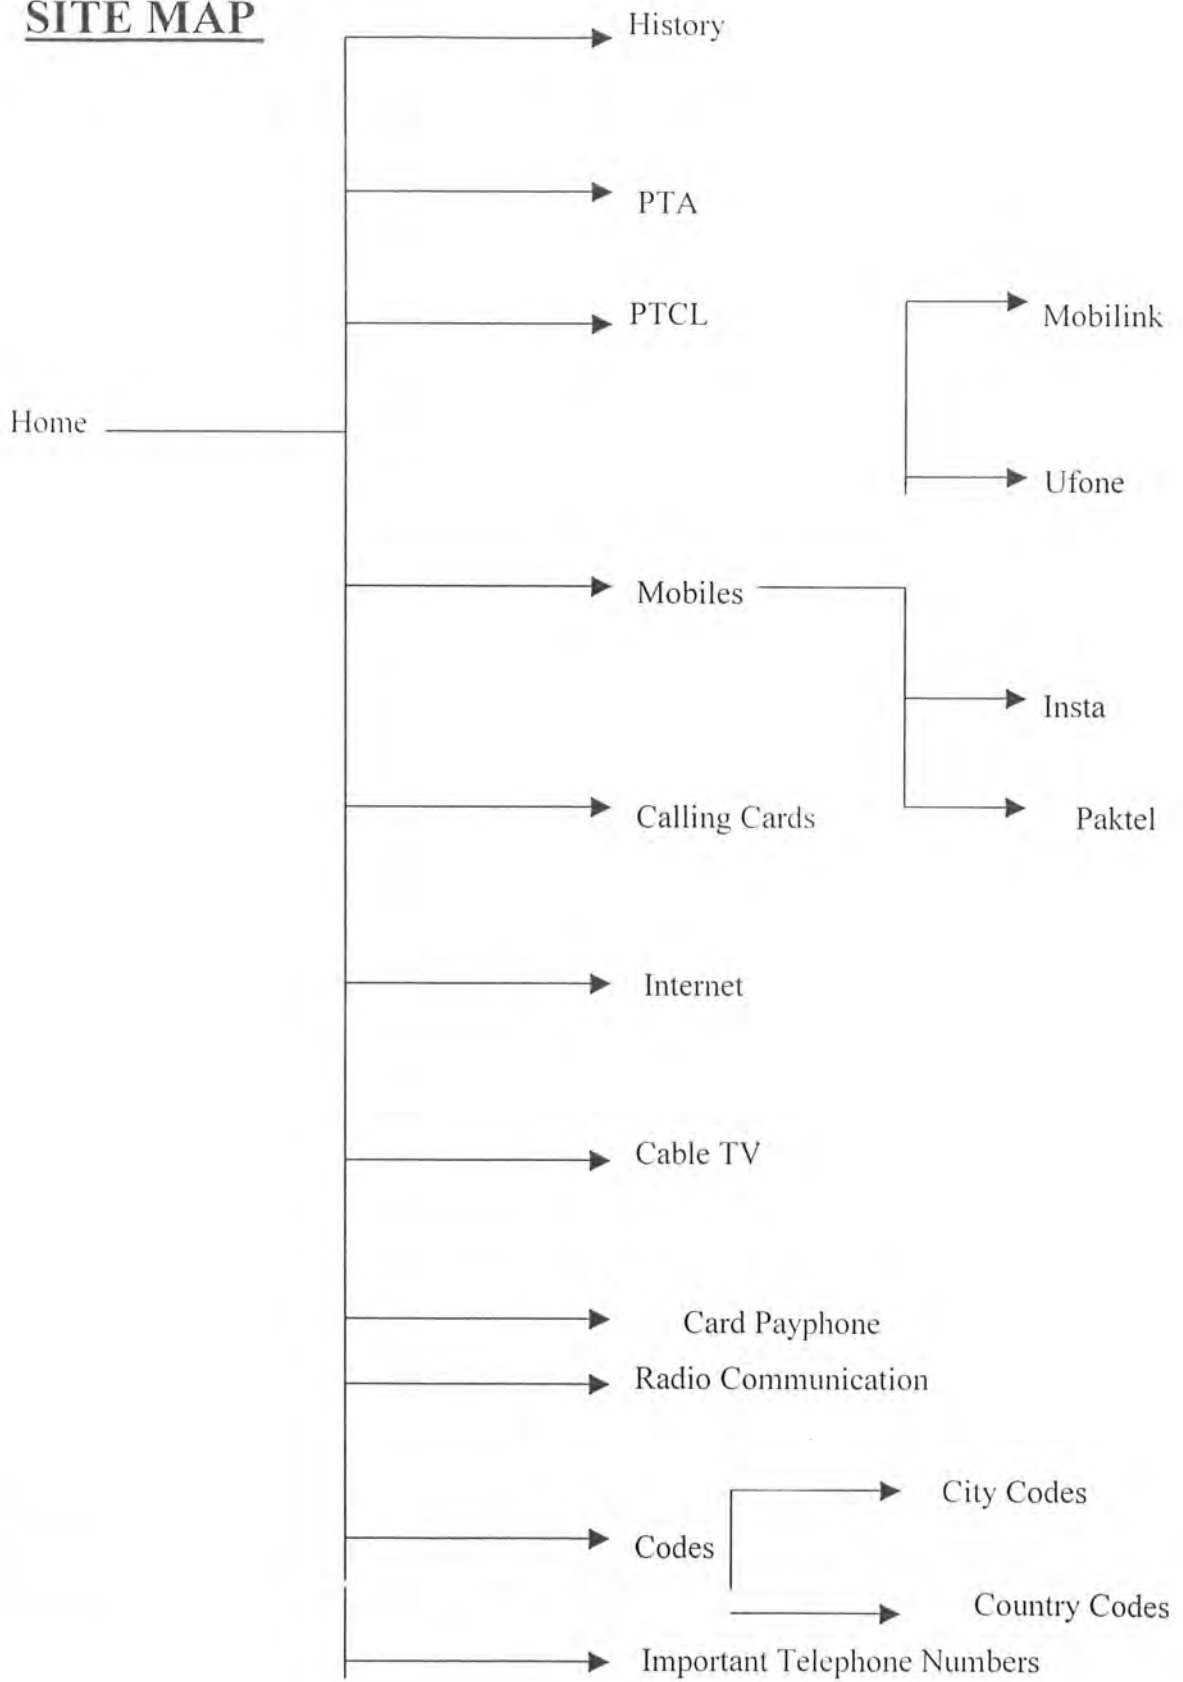 SITE MAP
History
PTA
PTCL
Mobilink
Home
Ufone
Mobiles
Insta
Calling Cards
Paktel
Internet
Cable TV
Card Payphone
Radio Communication
City Codes
Codes
Country Codes
Important Telephone Numbers